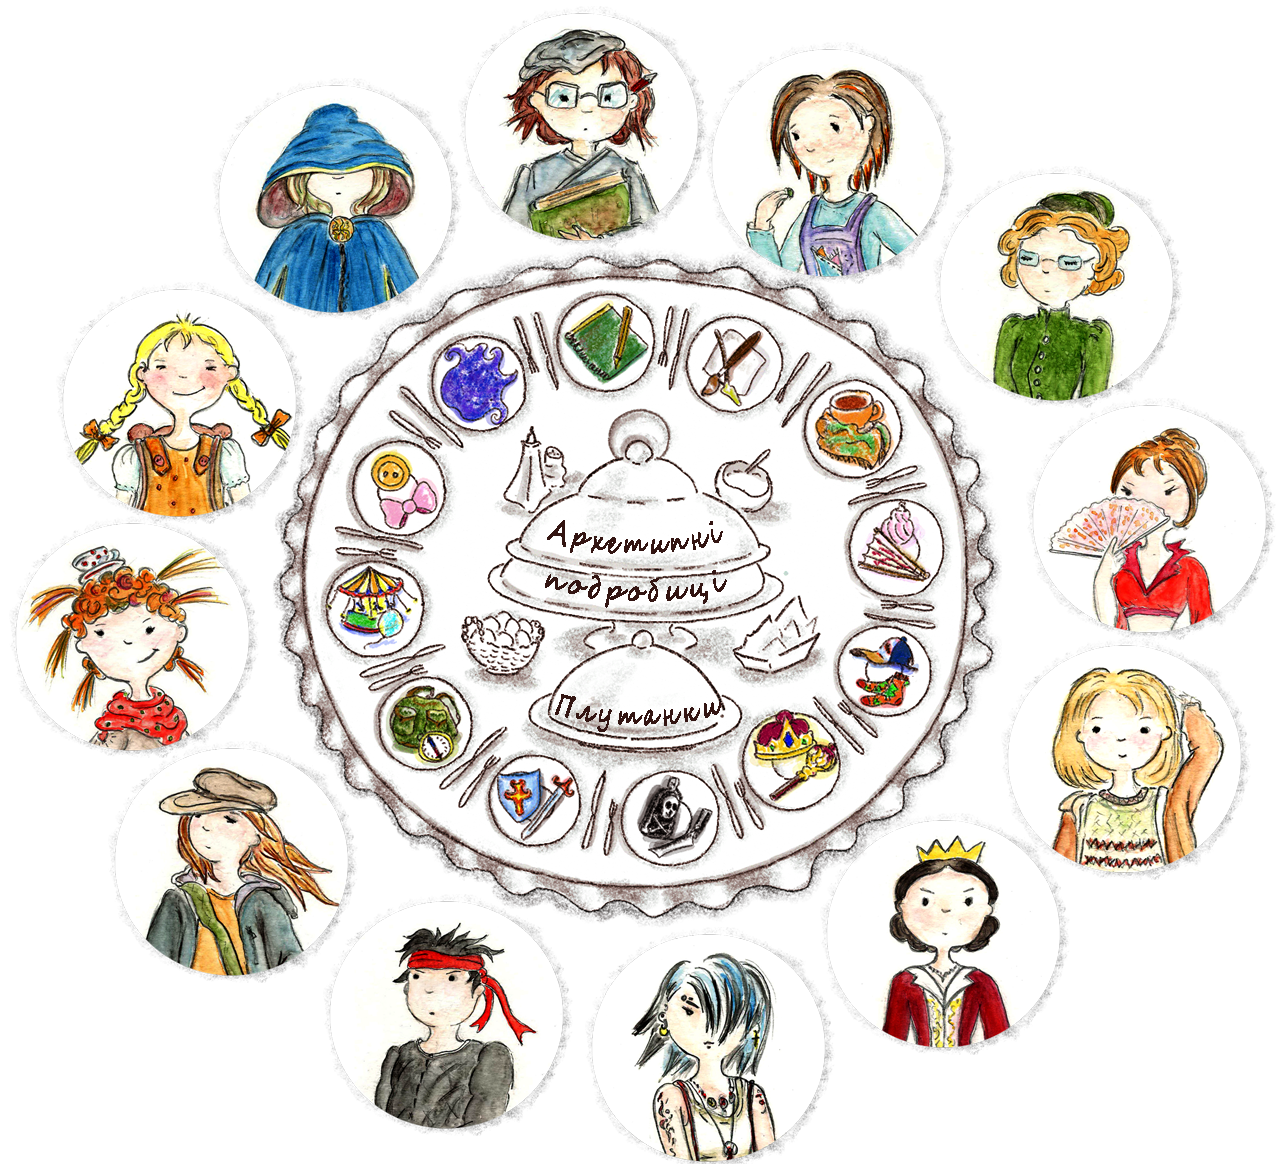 Архетипні
подробиці
Плутанки